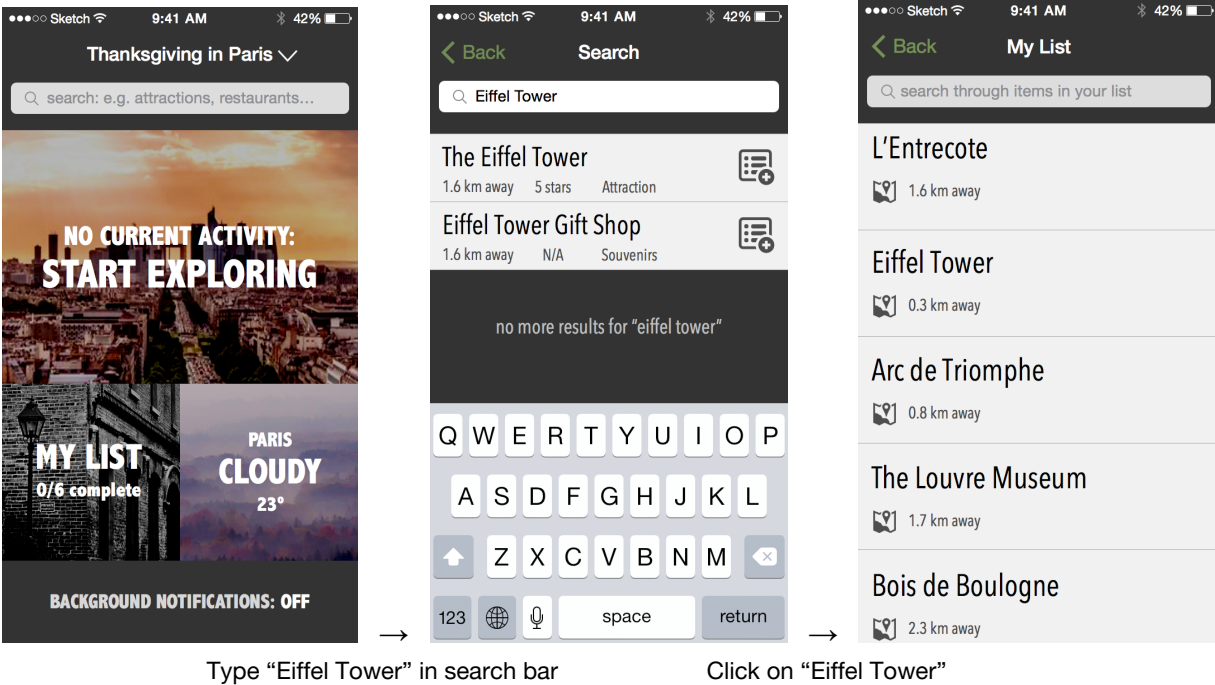 ●●●○○ Sketch 9:41 AM 42%
Thanksgiving in Paris
search: e.g. attractions, restaurants...
NO CURRENT ACTIVITY:
START EXPLORING
MY LIST
0/6 complete
PARIS
CLOUDY
23°
BACKGROUND NOTIFICATIONS: OFF
→
●●●○○ Sketch 9:41 AM 42%
Back Search
Eiffel Tower
The Eiffel Tower
1.6 km away 5 stars Attraction
Eiffel Tower Gift Shop
1.6 km away N/A Souvenirs
no more results for “eiffel tower”
Q W E R T Y U I O P
A S D F G H J K L
Z X C V B N M
123 space return
→
●●●○○ Sketch 9:41 AM 42%
Back My List
search through items in your list
L’Entrecote
1.6 km away
Eiffel Tower
0.3 km away
Arc de Triomphe
0.8 km away
The Louvre Museum
1.7 km away
Bois de Boulogne
2.3 km away
Type “Eiffel Tower” in search bar
Click on “Eiffel Tower”